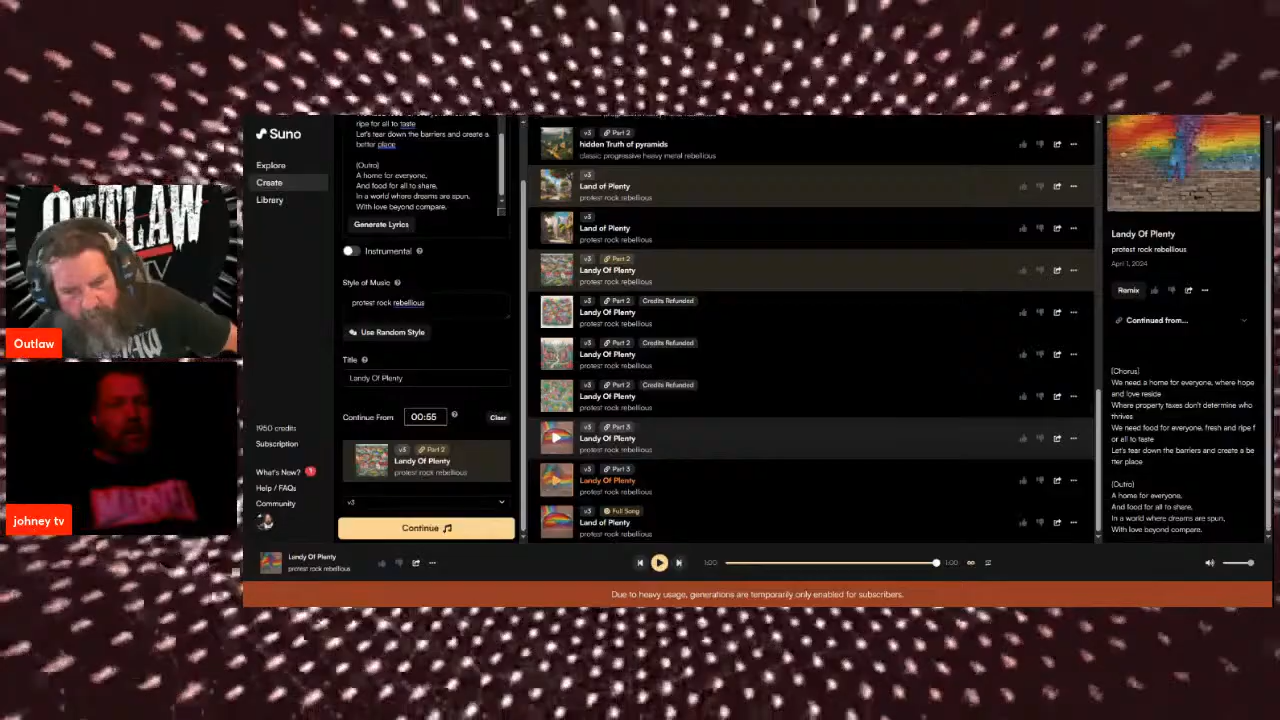 OUTLAW
Outlaw
johney tv
Suno
Explore
Create
Library
1950 credits
Subscription
What's New?
Help / FAQs
Community
ripe for all to taste
Let's tear down the barriers and create a
better place
(Outro)
A home for everyone,
And food for all to share,
In a world where dreams are spun,
With love beyond compare.
Generate Lyrics
Instrumental
Style of Music
protest rock rebellious
Use Random Style
Title
Landy Of Plenty
Continue From
00:55
Clear
v3 Part 2
Landy Of Plenty
protest rock rebellious
v3
Continue
v3 Part 2
hidden Truth of pyramids
classic progressive heavy metal rebellious
v3
Land of Plenty
protest rock rebellious
v3
Land of Plenty
protest rock rebellious
v3 Part 2
Landy Of Plenty
protest rock rebellious
v3 Part 2 Credits Refunded
Landy Of Plenty
protest rock rebellious
v3 Part 2 Credits Refunded
Landy Of Plenty
protest rock rebellious
v3 Part 2 Credits Refunded
Landy Of Plenty
protest rock rebellious
v3 Part 3
Landy Of Plenty
protest rock rebellious
v3 Part 3
Landy Of Plenty
protest rock rebellious
v3 Full Song
Land of Plenty
protest rock rebellious
Landy Of Plenty
protest rock rebellious
April 1, 2024
Remix
Continued from...
[Chorus]
We need a home for everyone, where hope
and love reside
Where property taxes don't determine who
thrives
We need food for everyone, fresh and ripe f
or all to taste
Let's tear down the barriers and create a be
tter place
(Outro)
A home for everyone,
And food for all to share,
In a world where dreams are spun,
With love beyond compare.
Landy Of Plenty
protest rock rebellious
1:00
1:00
Due to heavy usage, generations are temporarily only enabled for subscribers.